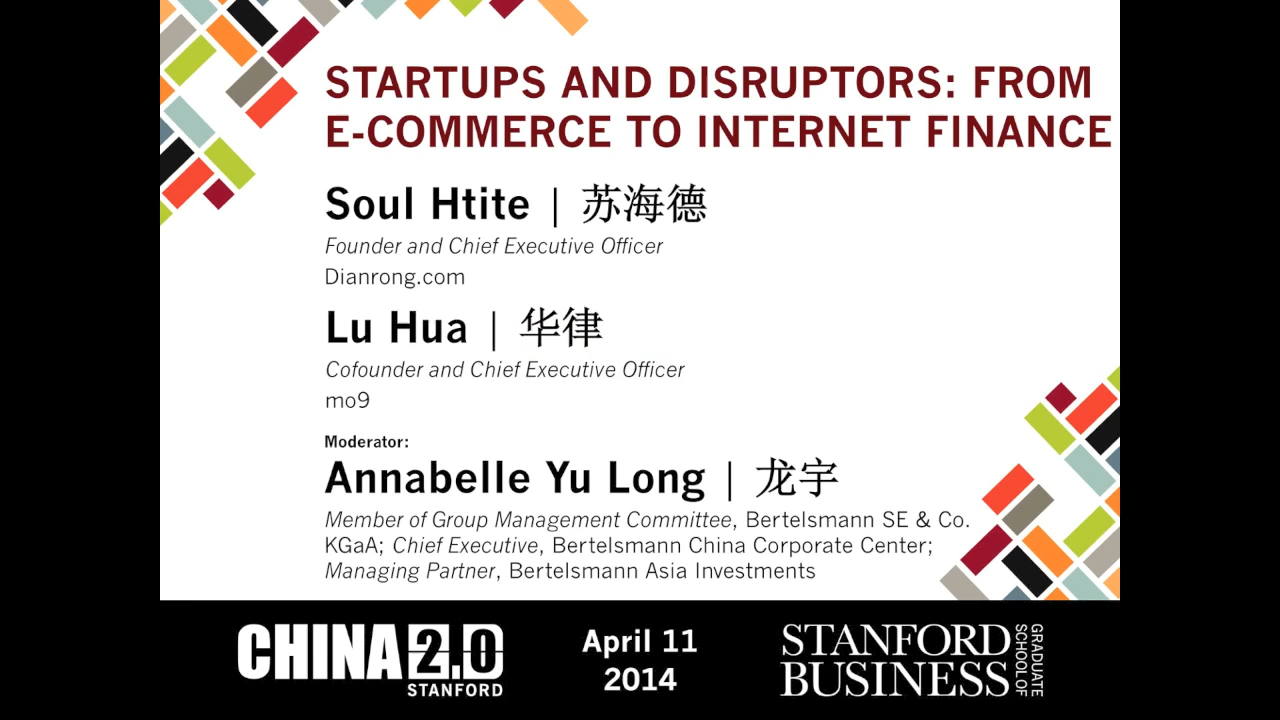 STARTUPS AND DISRUPTORS: FROM
E-COMMERCE TO INTERNET FINANCE
Soul Htite | 苏海德
Founder and Chief Executive Officer
Dianrong.com
Lu Hua | 华律
Cofounder and Chief Executive Officer
mo9
Moderator:
Annabelle Yu Long | 龙宇
Member of Group Management Committee, Bertelsmann SE & Co.
KGaA; Chief Executive, Bertelsmann China Corporate Center;
Managing Partner, Bertelsmann Asia Investments
CHINA 2.0
STANFORD
April 11
2014
STANFORD
BUSINESS
GRADUATE
SCHOOL OF